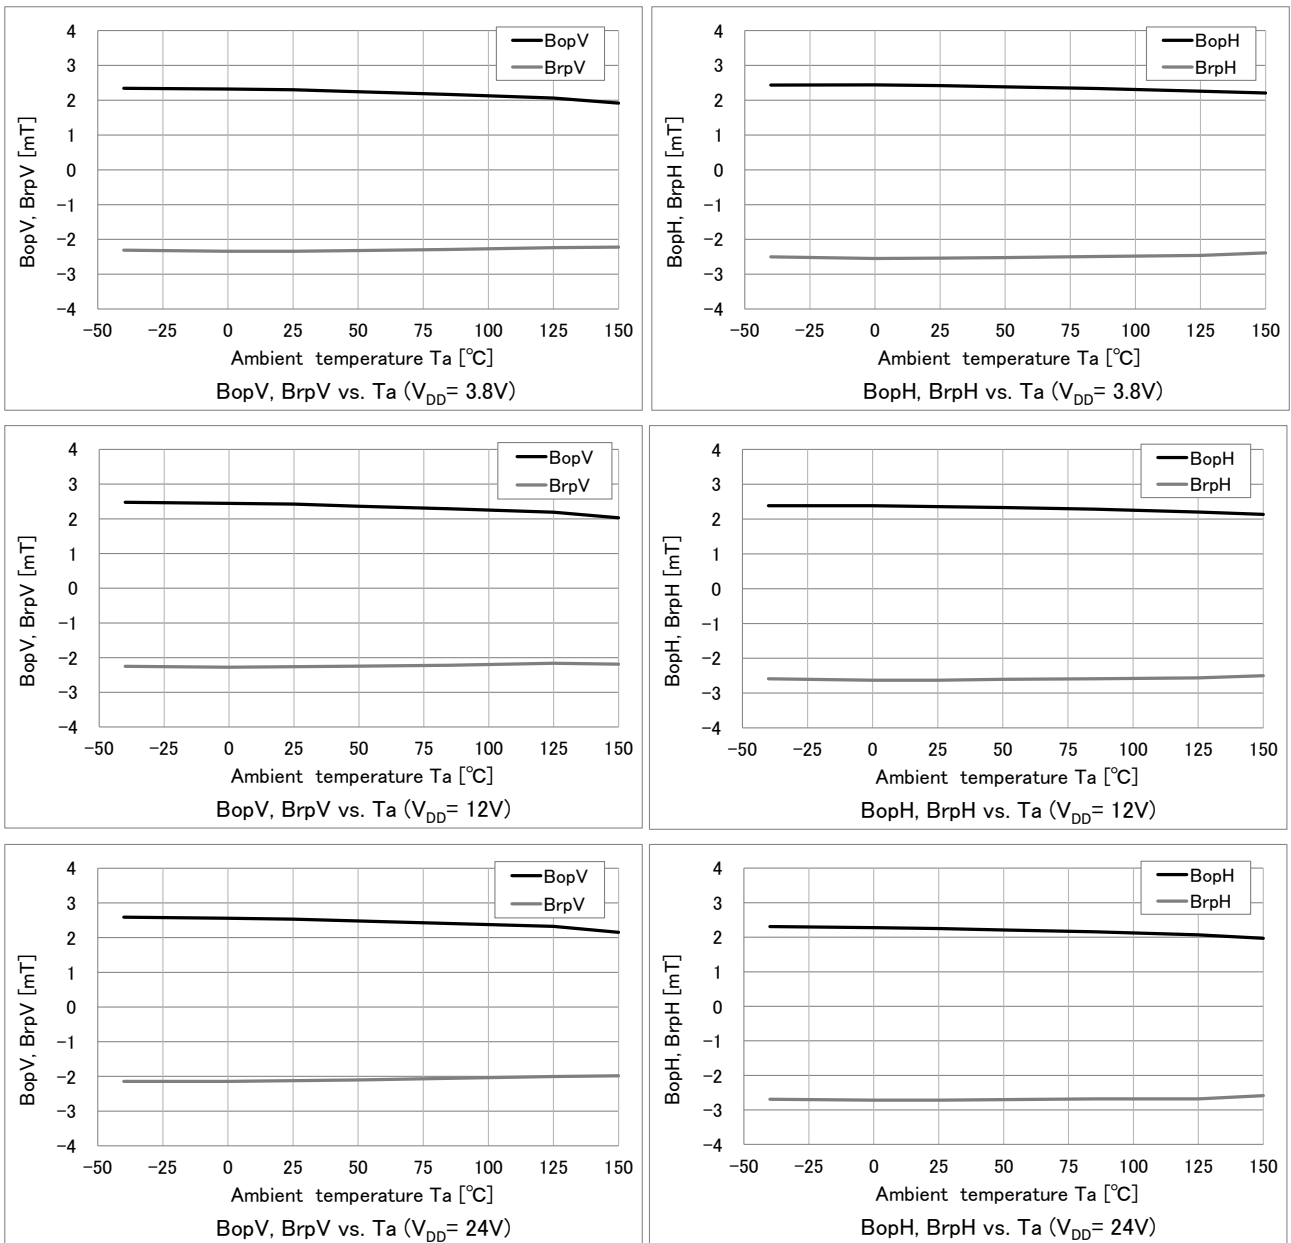 4
3
2
1
0
-1
-2
-3
-4
BopV, BrpV [mT]
BopV
BrpV
-50 -25 0 25 50 75 100 125 150
Ambient temperature Ta [℃]
BopV, BrpV vs. Ta (VDD= 3.8V)
4
3
2
1
0
-1
-2
-3
-4
BopH, BrpH [mT]
BopH
BrpH
-50 -25 0 25 50 75 100 125 150
Ambient temperature Ta [℃]
BopH, BrpH vs. Ta (VDD= 3.8V)
4
3
2
1
0
-1
-2
-3
-4
BopV, BrpV [mT]
BopV
BrpV
-50 -25 0 25 50 75 100 125 150
Ambient temperature Ta [℃]
BopV, BrpV vs. Ta (VDD= 12V)
4
3
2
1
0
-1
-2
-3
-4
BopH, BrpH [mT]
BopH
BrpH
-50 -25 0 25 50 75 100 125 150
Ambient temperature Ta [℃]
BopH, BrpH vs. Ta (VDD= 12V)
4
3
2
1
0
-1
-2
-3
-4
BopV, BrpV [mT]
BopV
BrpV
-50 -25 0 25 50 75 100 125 150
Ambient temperature Ta [℃]
BopV, BrpV vs. Ta (VDD= 24V)
4
3
2
1
0
-1
-2
-3
-4
BopH, BrpH [mT]
BopH
BrpH
-50 -25 0 25 50 75 100 125 150
Ambient temperature Ta [℃]
BopH, BrpH vs. Ta (VDD= 24V)